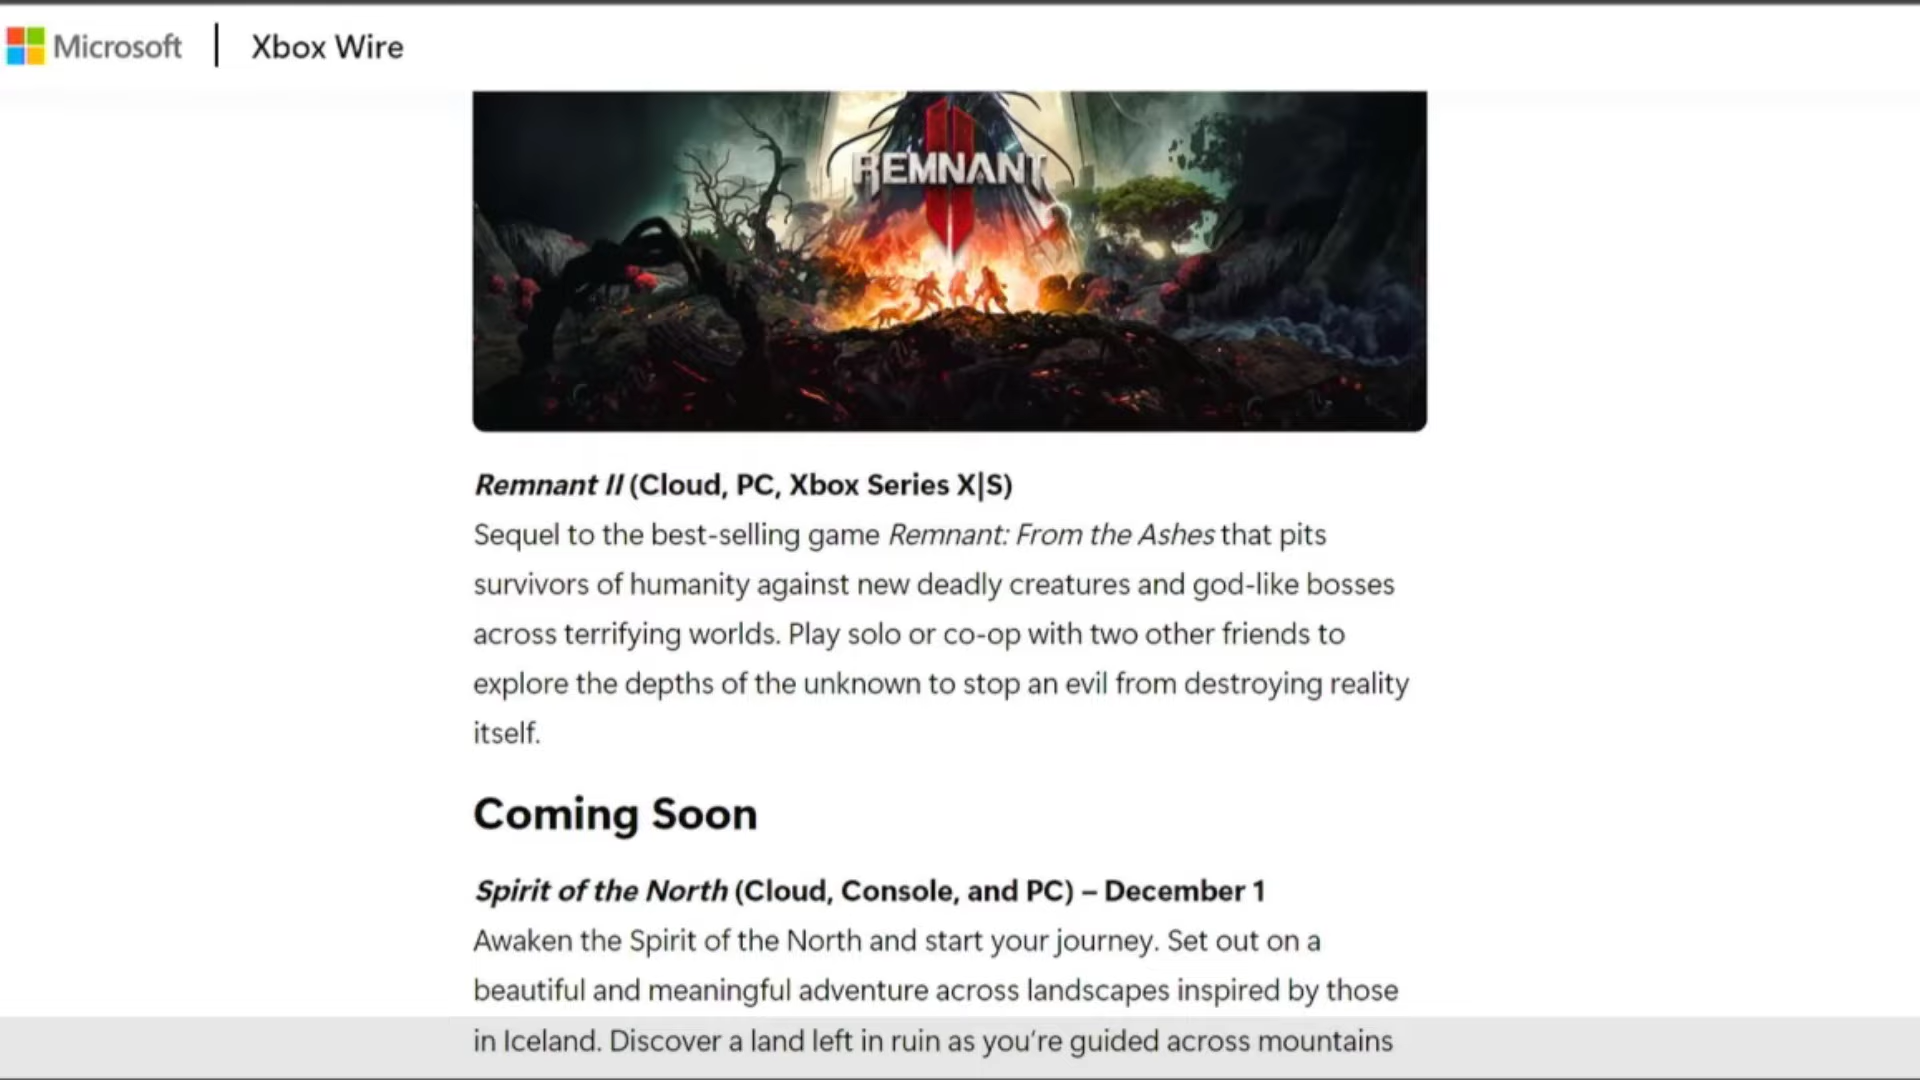 Microsoft | Xbox Wire
REMNANT
II
Remnant II (Cloud, PC, Xbox Series X|S)
Sequel to the best-selling game Remnant: From the Ashes that pits
survivors of humanity against new deadly creatures and god-like bosses
across terrifying worlds. Play solo or co-op with two other friends to
explore the depths of the unknown to stop an evil from destroying reality
itself.
Coming Soon
Spirit of the North (Cloud, Console, and PC) – December 1
Awaken the Spirit of the North and start your journey. Set out on a
beautiful and meaningful adventure across landscapes inspired by those
in Iceland. Discover a land left in ruin as you’re guided across mountains